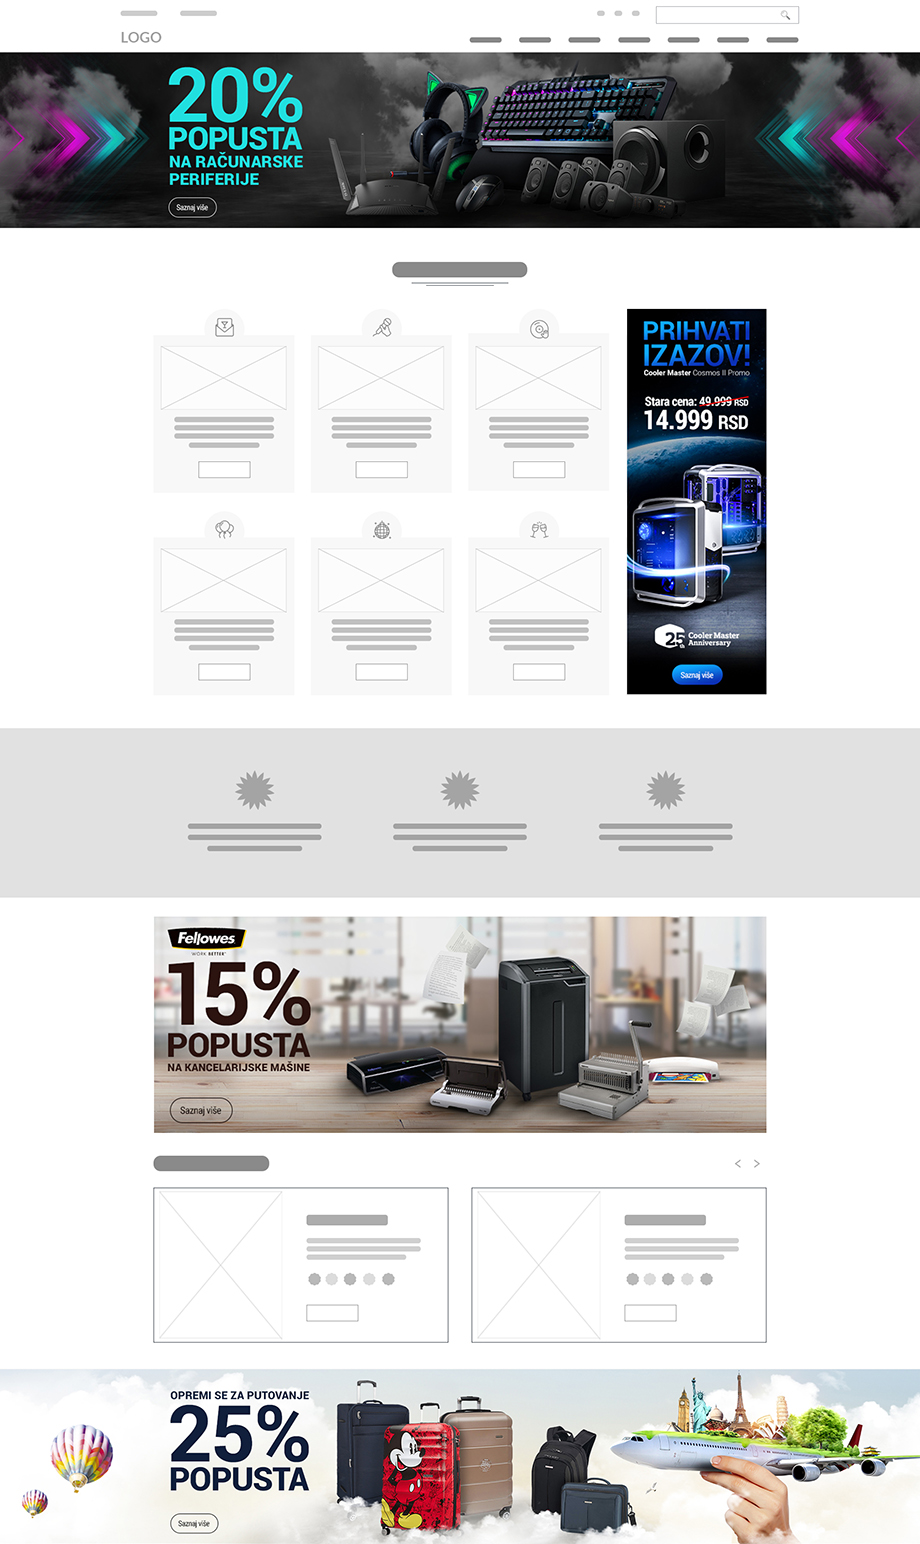 LOGO
20%
POPUSTA
NA RAČUNARSKE
PERIFERIJE
Saznaj više
PRIHVATI
IZAZOV!
Cooler Master Cosmos II Promo
Stara cena: 49.999 RSD
14.999 RSD
25th Cooler Master
Anniversary
Saznaj više
Fellowes
WORK BETTER
15%
POPUSTA
NA KANCELARIJSKE MAŠINE
Saznaj više
OPREMI SE ZA PUTOVANJE
25%
POPUSTA
Saznaj više